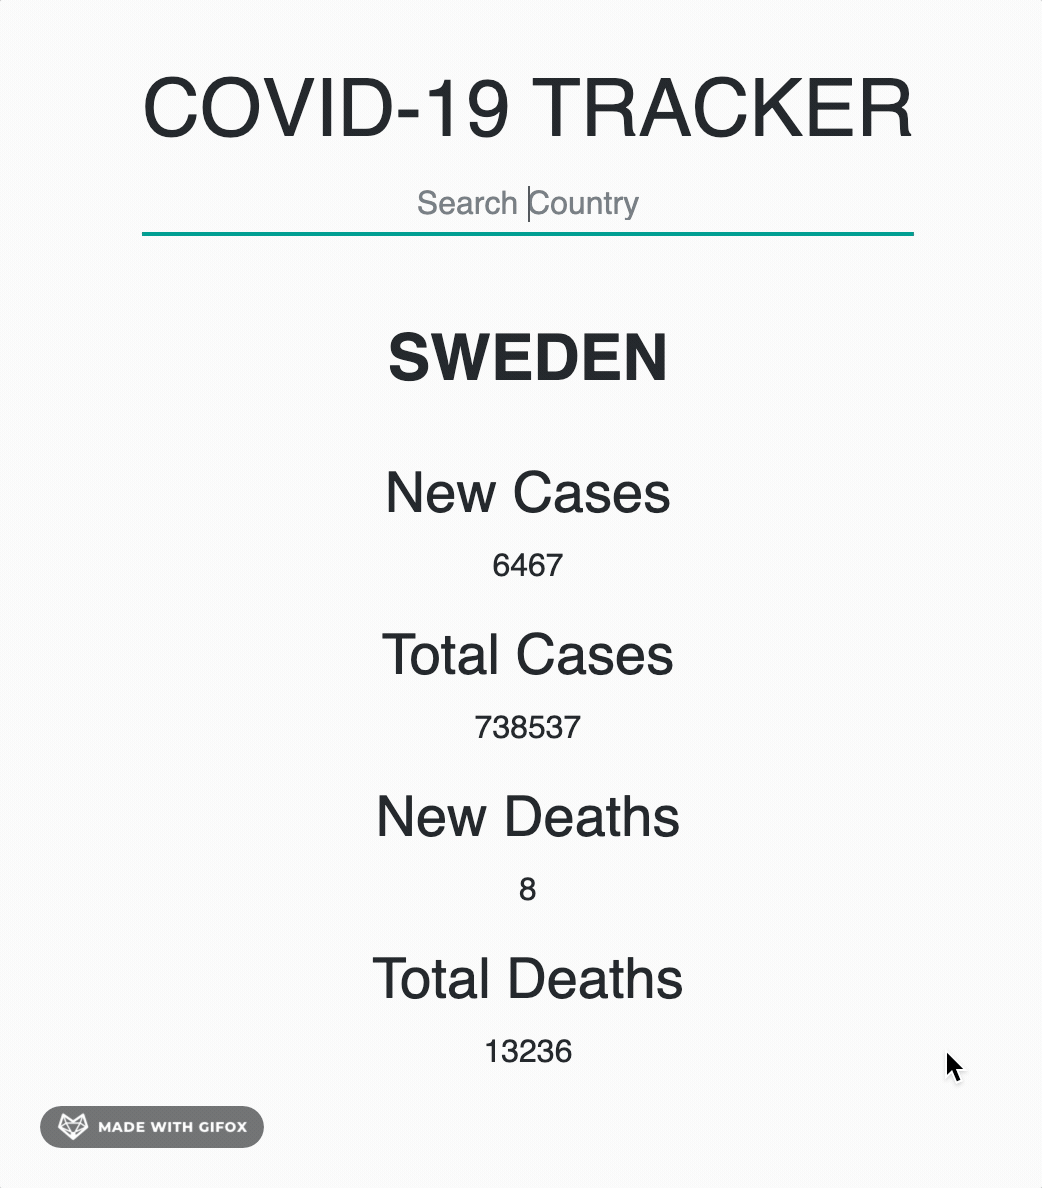 COVID-19 TRACKER
Search Country
SWEDEN
New Cases
6467
Total Cases
738537
New Deaths
8
Total Deaths
13236
MADE WITH GIFOX